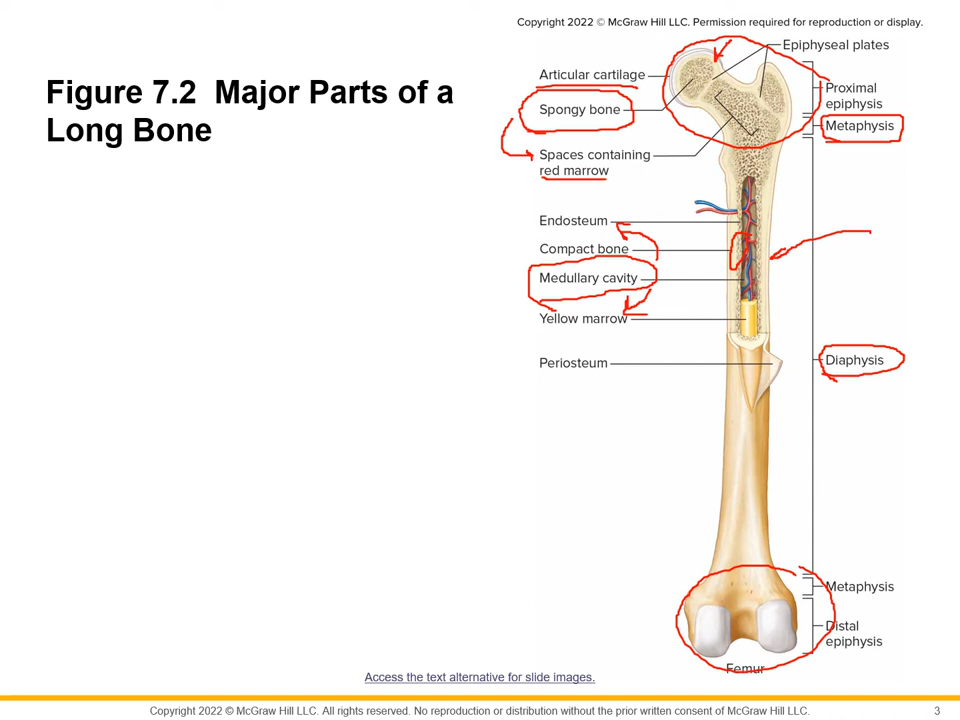 Copyright 2022 © McGraw Hill LLC. Permission required for reproduction or display.
Figure 7.2 Major Parts of a
Long Bone
Epiphyseal plates
Articular cartilage
Proximal
epiphysis
Spongy bone
Metaphysis
Spaces containing
red marrow
Endosteum
Compact bone
Medullary cavity
Yellow marrow
Periosteum
Diaphysis
Metaphysis
Distal
epiphysis
Femur
Access the text alternative for slide images.
Copyright 2022 © McGraw Hill LLC. All rights reserved. No reproduction or distribution without the prior written consent of McGraw Hill LLC.
3